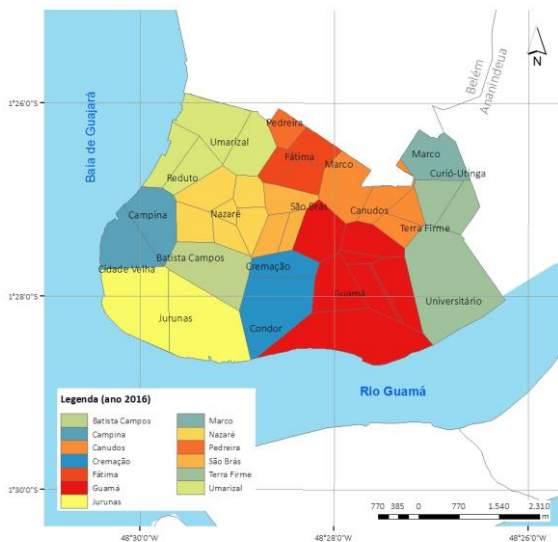 Belém
Ananindeua
N
1°26'0"S
Baía de Guajará
Pedreira
Umarizal
Fátima
Marco
Marco
Curió-Utinga
Reduto
São Brás
Canudos
Campina
Nazaré
Terra Firme
Batista Campos
Cremação
Cidade Velha
1°28'0"S
Guamá
Universitário
Jurunas
Condor
Rio Guamá
Legenda (ano 2016)
Batista Campos
Campina
Canudos
Cremação
Fátima
Guamá
Jurunas
Marco
Nazaré
Pedreira
São Brás
Terra Firme
Umarizal
1°30'0"S
770 385 0 770 1.540 2.310
m
48°30'0"W
48°28'0"W
48°26'0"W